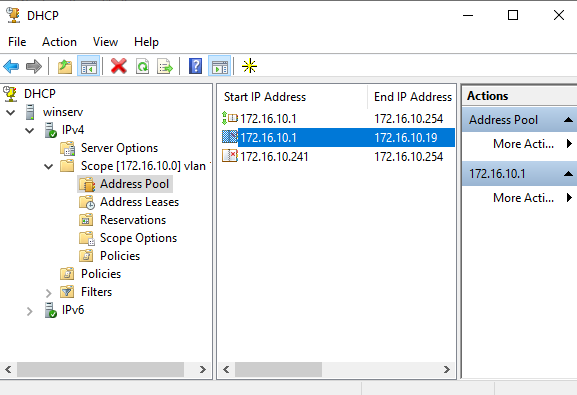 DHCP
File Action View Help
DHCP
winserv
IPv4
Server Options
Scope [172.16.10.0] vlan
Address Pool
Address Leases
Reservations
Scope Options
Policies
Policies
Filters
IPv6
Start IP Address End IP Address
172.16.10.1 172.16.10.254
172.16.10.1 172.16.10.19
172.16.10.241 172.16.10.254
Actions
Address Pool
More Acti...
172.16.10.1
More Acti...